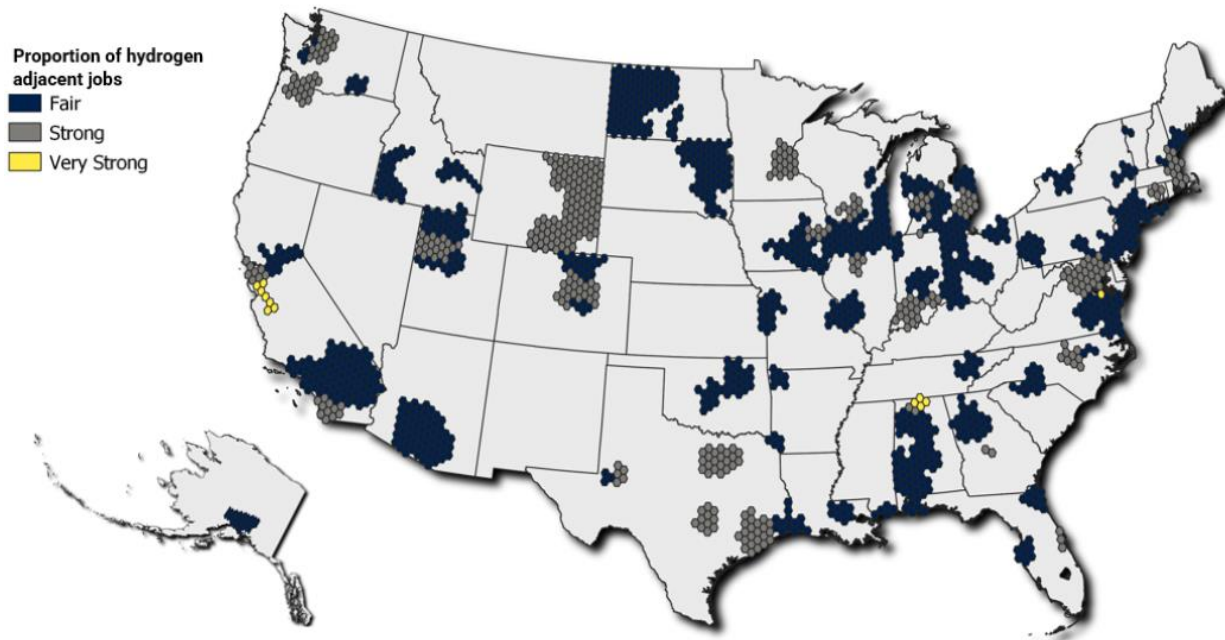 Proportion of hydrogen
adjacent jobs
Fair
Strong
Very Strong